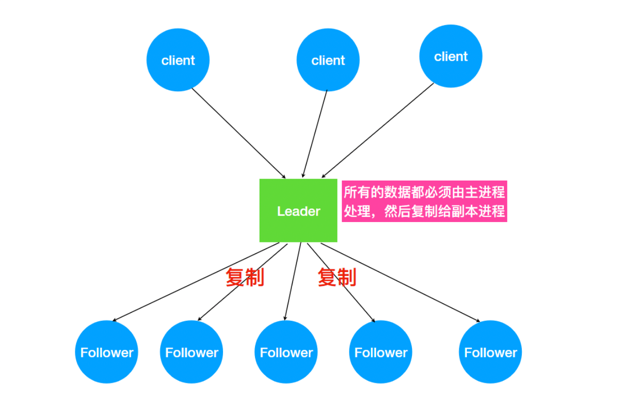 client
client
client
Leader
所有的数据都必须由主进程
处理，然后复制给副本进程
复制
复制
Follower
Follower
Follower
Follower
Follower